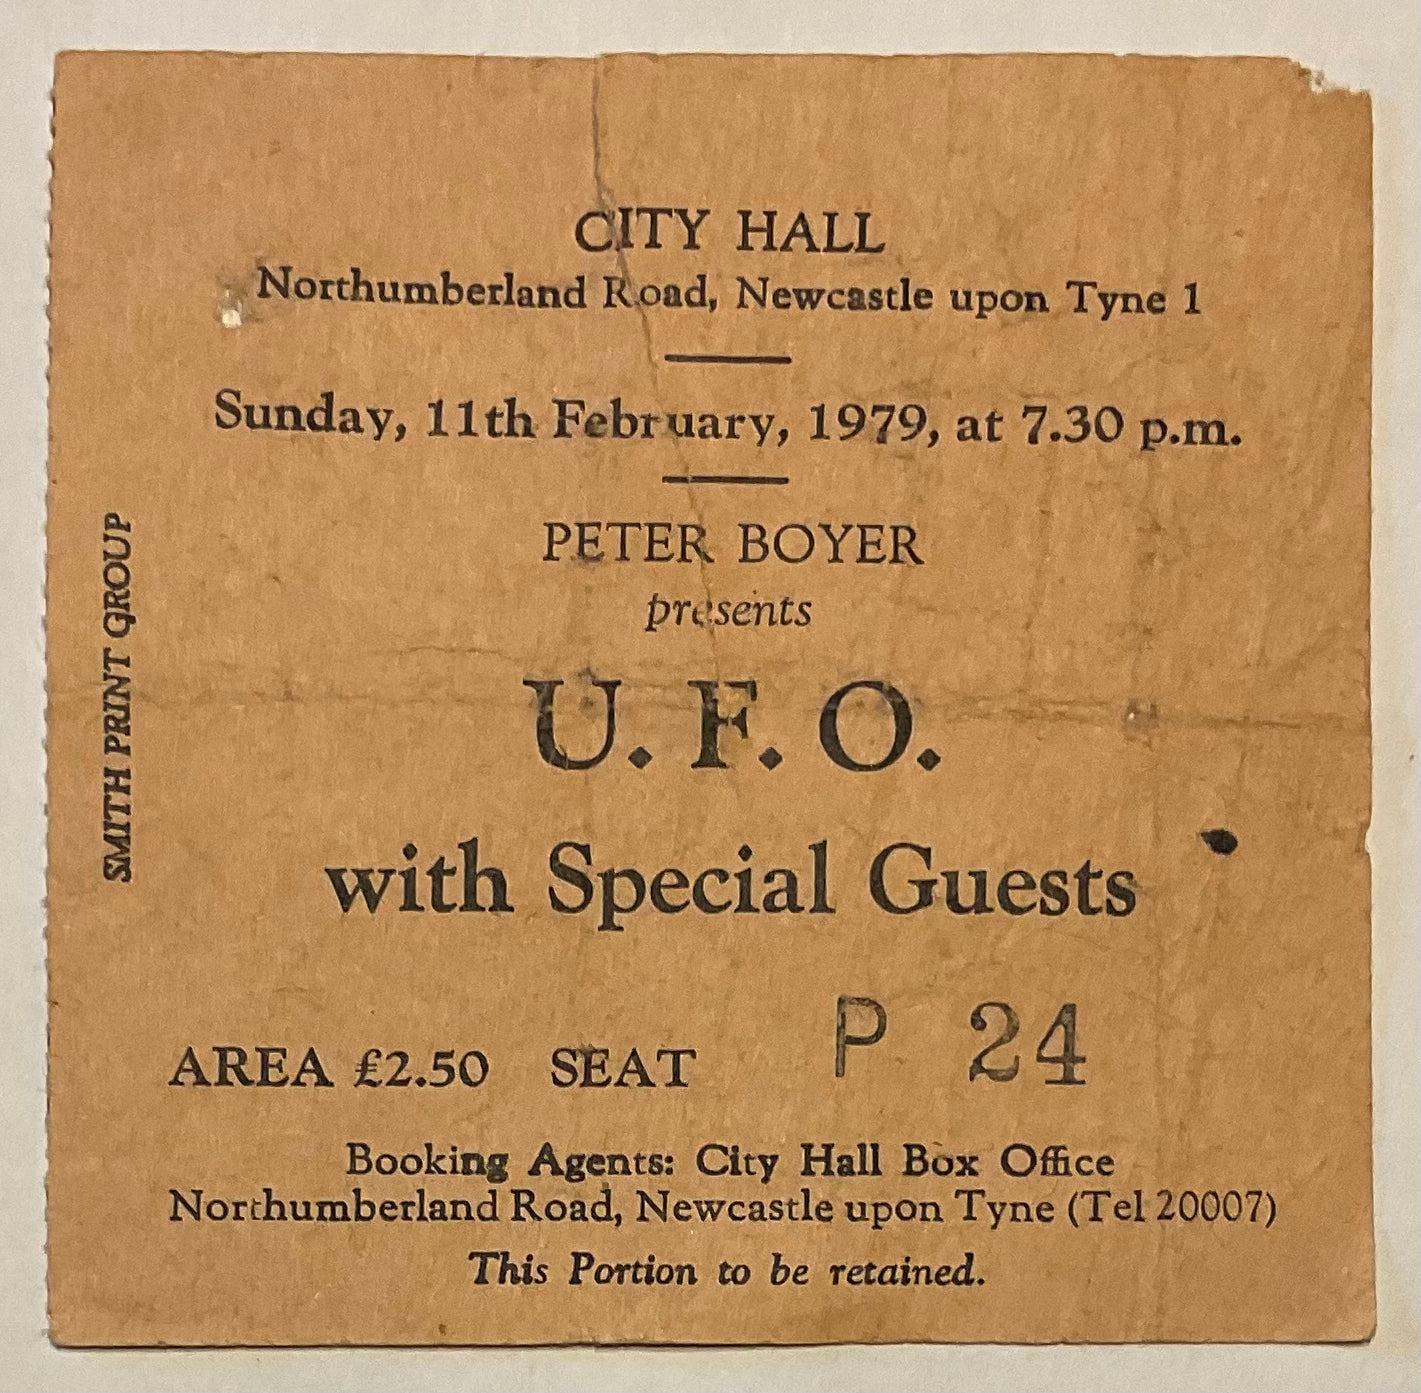 CITY HALL
Northumberland Road, Newcastle upon Tyne 1
Sunday, 11th February, 1979, at 7.30 p.m.
PETER BOYER
presents
U. F. O.
with Special Guests
AREA £2.50 SEAT P 24
Booking Agents: City Hall Box Office
Northumberland Road, Newcastle upon Tyne (Tel 20007)
This Portion to be retained.
SMITH PRINT GROUP